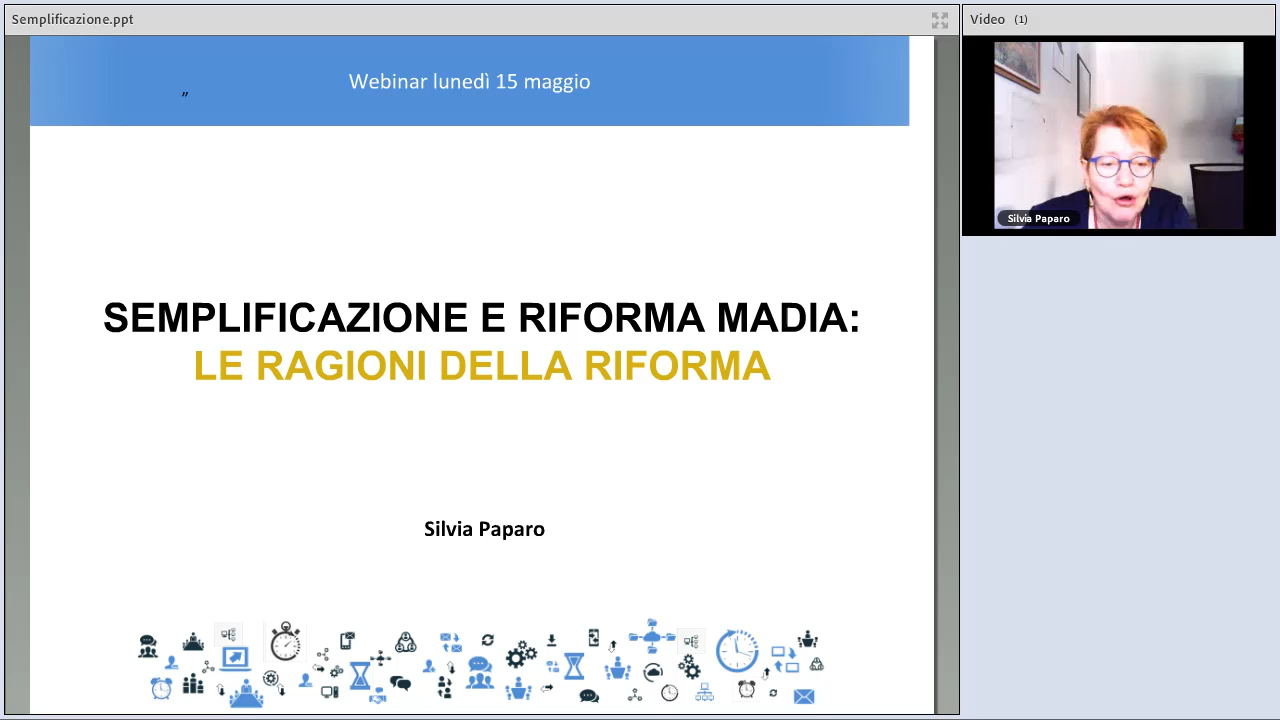 Semplificazione.ppt
Video (1)
Webinar lunedì 15 maggio
”
Silvia Paparo
SEMPLIFICAZIONE E RIFORMA MADIA:
LE RAGIONI DELLA RIFORMA
Silvia Paparo